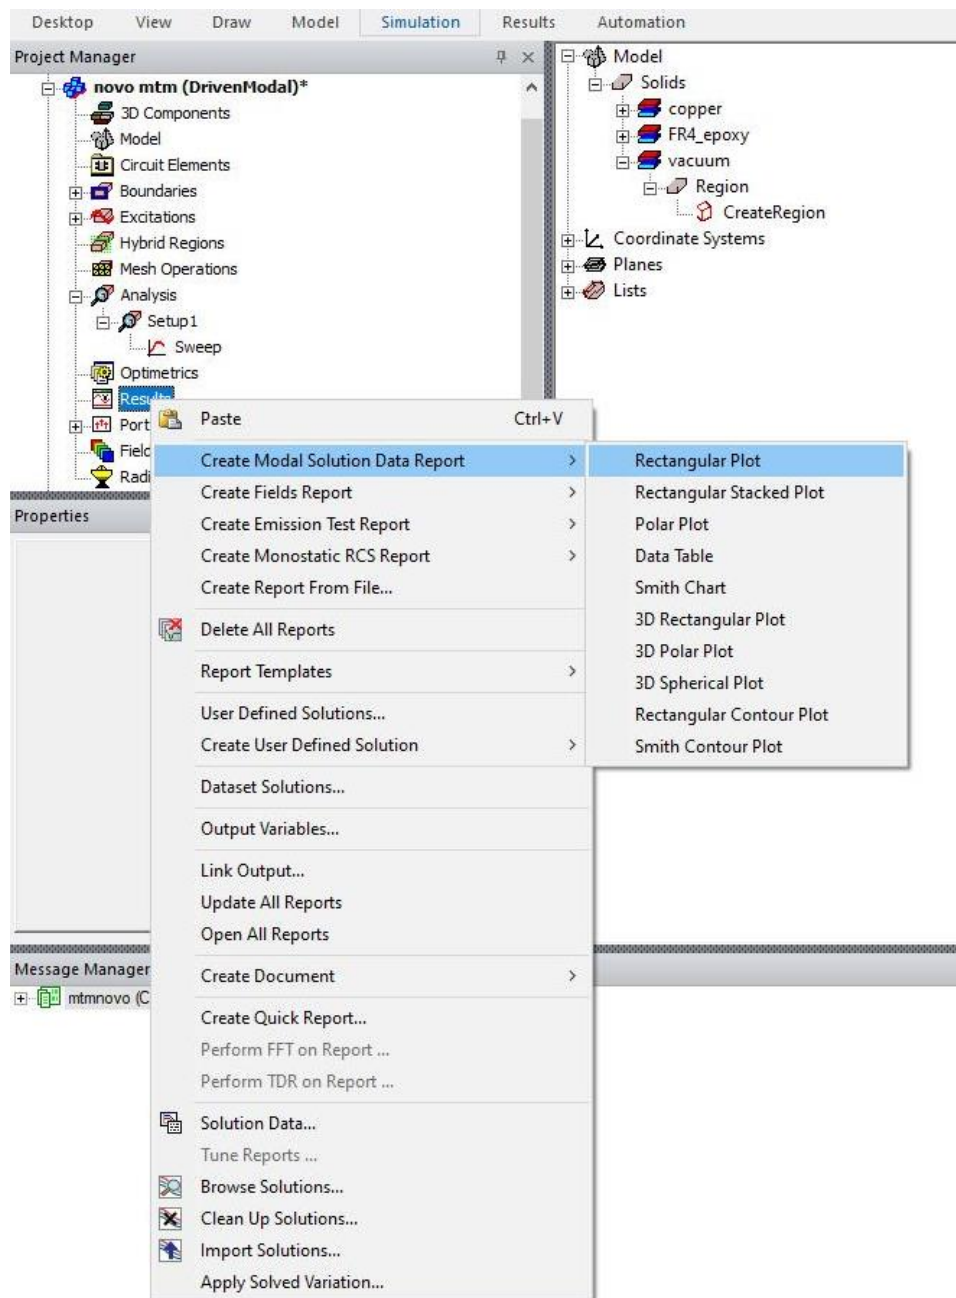 Desktop View Draw Model Simulation Results Automation
Project Manager
novo mtm (DrivenModal)*
3D Components
Model
Circuit Elements
Boundaries
Excitations
Hybrid Regions
Mesh Operations
Analysis
Setup1
Sweep
Optimetrics
Results
Port
Field
Radi
Model
Solids
copper
FR4_epoxy
vacuum
Region
CreateRegion
Coordinate Systems
Planes
Lists
Paste Ctrl+V
Create Modal Solution Data Report
Create Fields Report
Create Emission Test Report
Create Monostatic RCS Report
Create Report From File...
Delete All Reports
Report Templates
User Defined Solutions...
Create User Defined Solution
Dataset Solutions...
Output Variables...
Link Output...
Update All Reports
Open All Reports
Create Document
Create Quick Report...
Perform FFT on Report ...
Perform TDR on Report ...
Solution Data...
Tune Reports ...
Browse Solutions...
Clean Up Solutions...
Import Solutions...
Apply Solved Variation...
Rectangular Plot
Rectangular Stacked Plot
Polar Plot
Data Table
Smith Chart
3D Rectangular Plot
3D Polar Plot
3D Spherical Plot
Rectangular Contour Plot
Smith Contour Plot
Properties
Message Manager
mtmnovo (C